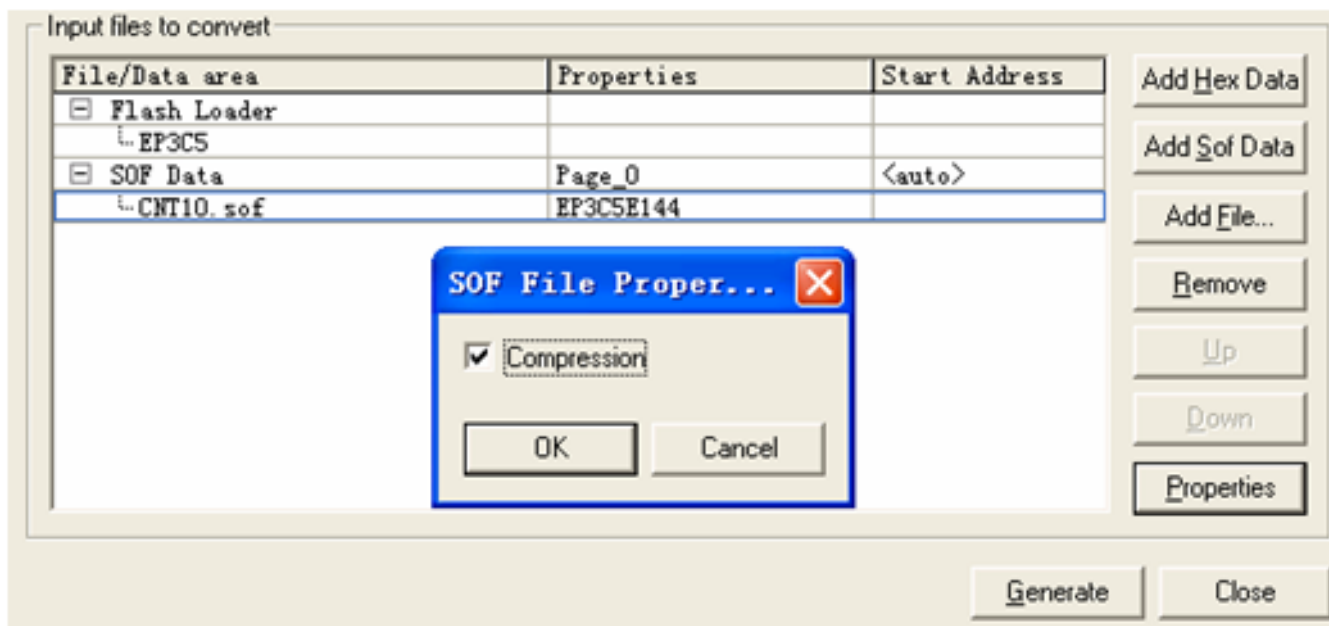 Input files to convert
File/Data area Properties Start Address
Flash Loader
EP3C5
SOF Data Page_0 <auto>
CNT10.sof EP3C5E144
Add Hex Data
Add Sof Data
Add File...
Remove
Up
Down
Properties
SOF File Proper...
Compression
OK Cancel
Generate Close